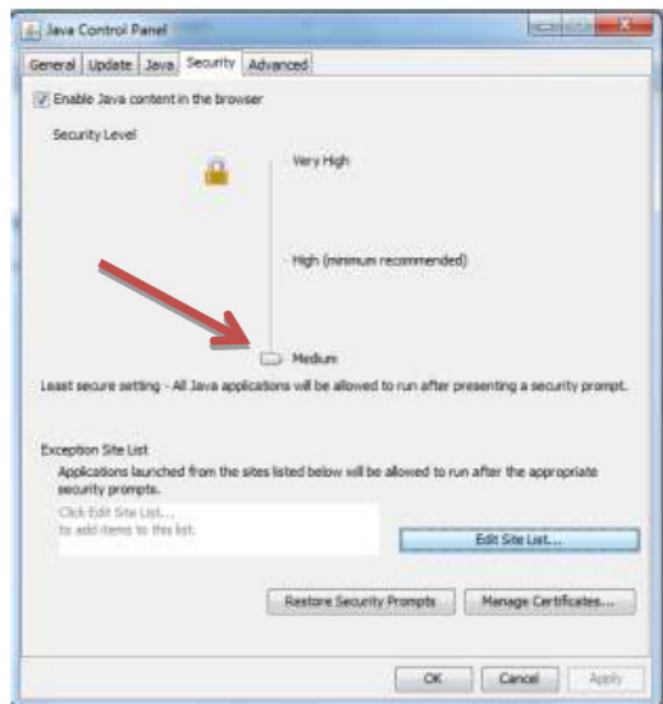 Java Control Panel
General Update Java Security Advanced
Enable Java content in the browser
Security Level
Very High
High (minimum recommended)
Medium
Least secure setting - All Java applications will be allowed to run after presenting a security prompt.
Exception Site List
Applications launched from the sites listed below will be allowed to run after the appropriate
security prompts.
Click Edit Site List...
to add items to this list.
Edit Site List...
Restore Security Prompts Manage Certificates...
OK Cancel Apply